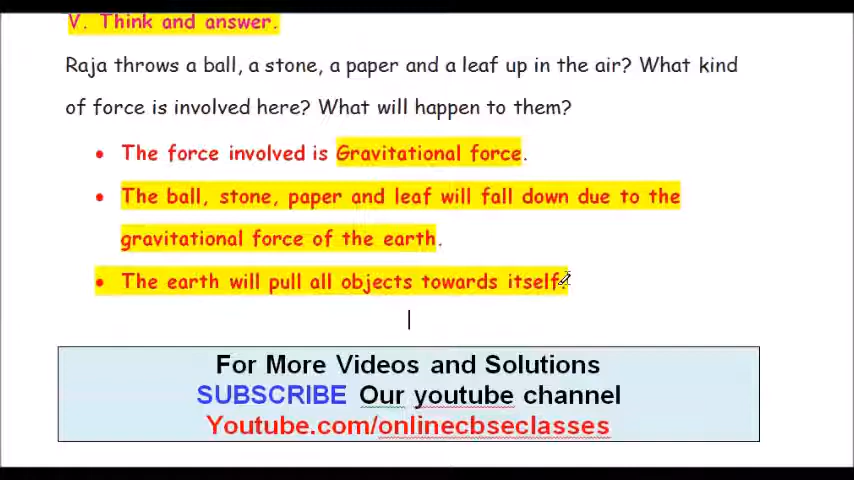 V. Think and answer.
Raja throws a ball, a stone, a paper and a leaf up in the air? What kind
of force is involved here? What will happen to them?
• The force involved is Gravitational force.
• The ball, stone, paper and leaf will fall down due to the
gravitational force of the earth.
• The earth will pull all objects towards itself.
For More Videos and Solutions
SUBSCRIBE Our youtube channel
Youtube.com/onlinecbseclasses